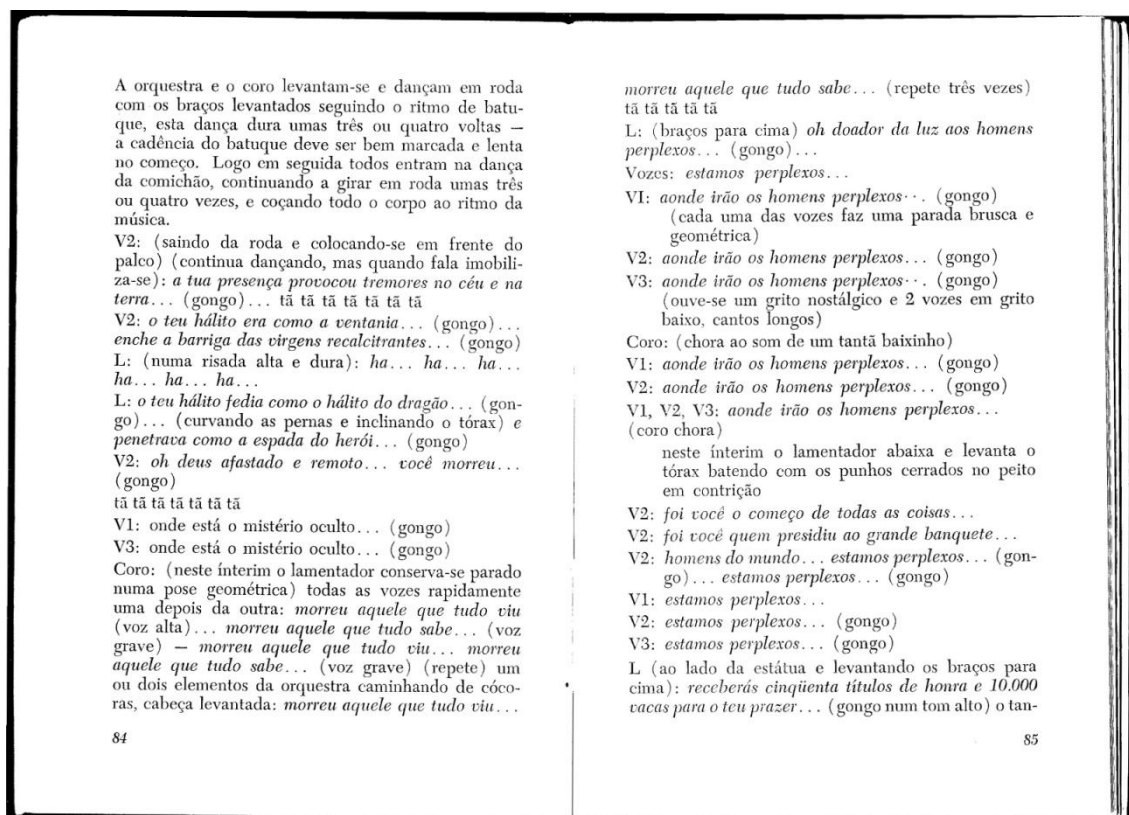 A orquestra e o coro levantam-se e dançam em roda
com os braços levantados seguindo o ritmo de batu-
que, esta dança dura umas três ou quatro voltas —
a cadência do batuque deve ser bem marcada e lenta
no começo. Logo em seguida todos entram na dança
da comichão, continuando a girar em roda umas três
ou quatro vezes, e coçando todo o corpo ao ritmo da
música.
V2: (saindo da roda e colocando-se em frente do
palco) (continua dançando, mas quando fala imobili-
za-se): a tua presença provocou tremores no céu e na
terra... (gongo)... tã tã tã tã tã tã tã
V2: o teu hálito era como a ventania... (gongo)...
enche a barriga das virgens recalcitrantes... (gongo)
L: (numa risada alta e dura): ha... ha... ha...
ha... ha... ha...
L: o teu hálito fedia como o hálito do dragão... (gon-
go)... (curvando as pernas e inclinando o tórax) e
penetrava como a espada do herói... (gongo)
V2: oh deus afastado e remoto... você morreu...
(gongo)
tã tã tã tã tã tã tã
V1: onde está o mistério oculto... (gongo)
V3: onde está o mistério oculto... (gongo)
Coro: (neste ínterim o lamentador conserva-se parado
numa pose geométrica) todas as vozes rapidamente
uma depois da outra: morreu aquele que tudo viu
(voz alta)... morreu aquele que tudo sabe... (voz
grave) — morreu aquele que tudo viu... morreu
aquele que tudo sabe... (voz grave) (repete) um
ou dois elementos da orquestra caminhando de cóco-
ras, cabeça levantada: morreu aquele que tudo viu...
84
morreu aquele que tudo sabe... (repete três vezes)
tã tã tã tã tã
L: (braços para cima) oh doador da luz aos homens
perplexos... (gongo)...
Vozes: estamos perplexos...
VI: aonde irão os homens perplexos··. (gongo)
(cada uma das vozes faz uma parada brusca e
geométrica)
V2: aonde irão os homens perplexos... (gongo)
V3: aonde irão os homens perplexos··. (gongo)
(ouve-se um grito nostálgico e 2 vozes em grito
baixo, cantos longos)
Coro: (chora ao som de um tantã baixinho)
V1: aonde irão os homens perplexos... (gongo)
V2: aonde irão os homens perplexos... (gongo)
V1, V2, V3: aonde irão os homens perplexos...
(coro chora)
neste ínterim o lamentador abaixa e levanta o
tórax batendo com os punhos cerrados no peito
em contrição
V2: foi você o começo de todas as coisas...
V2: foi você quem presidiu ao grande banquete...
V2: homens do mundo... estamos perplexos... (gon-
go)... estamos perplexos... (gongo)
V1: estamos perplexos...
V2: estamos perplexos... (gongo)
V3: estamos perplexos... (gongo)
L (ao lado da estátua e levantando os braços para
cima): receberás cinqüenta títulos de honra e 10.000
vacas para o teu prazer... (gongo num tom alto) o tan-
85